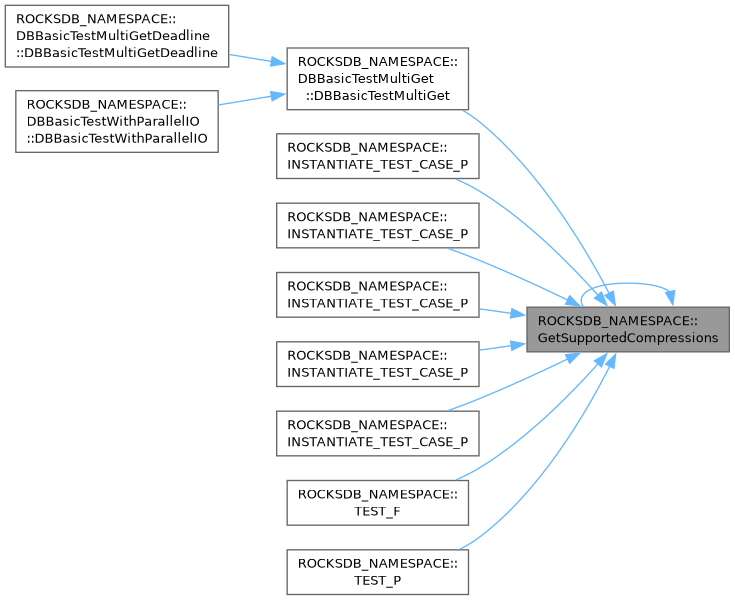 ROCKSDB_NAMESPACE::
DBBasicTestMultiGetDeadline
::DBBasicTestMultiGetDeadline
ROCKSDB_NAMESPACE::
DBBasicTestWithParallelIO
::DBBasicTestWithParallelIO
ROCKSDB_NAMESPACE::
DBBasicTestMultiGet
::DBBasicTestMultiGet
ROCKSDB_NAMESPACE::
INSTANTIATE_TEST_CASE_P
ROCKSDB_NAMESPACE::
INSTANTIATE_TEST_CASE_P
ROCKSDB_NAMESPACE::
INSTANTIATE_TEST_CASE_P
ROCKSDB_NAMESPACE::
INSTANTIATE_TEST_CASE_P
ROCKSDB_NAMESPACE::
INSTANTIATE_TEST_CASE_P
ROCKSDB_NAMESPACE::
TEST_F
ROCKSDB_NAMESPACE::
TEST_P
ROCKSDB_NAMESPACE::
GetSupportedCompressions